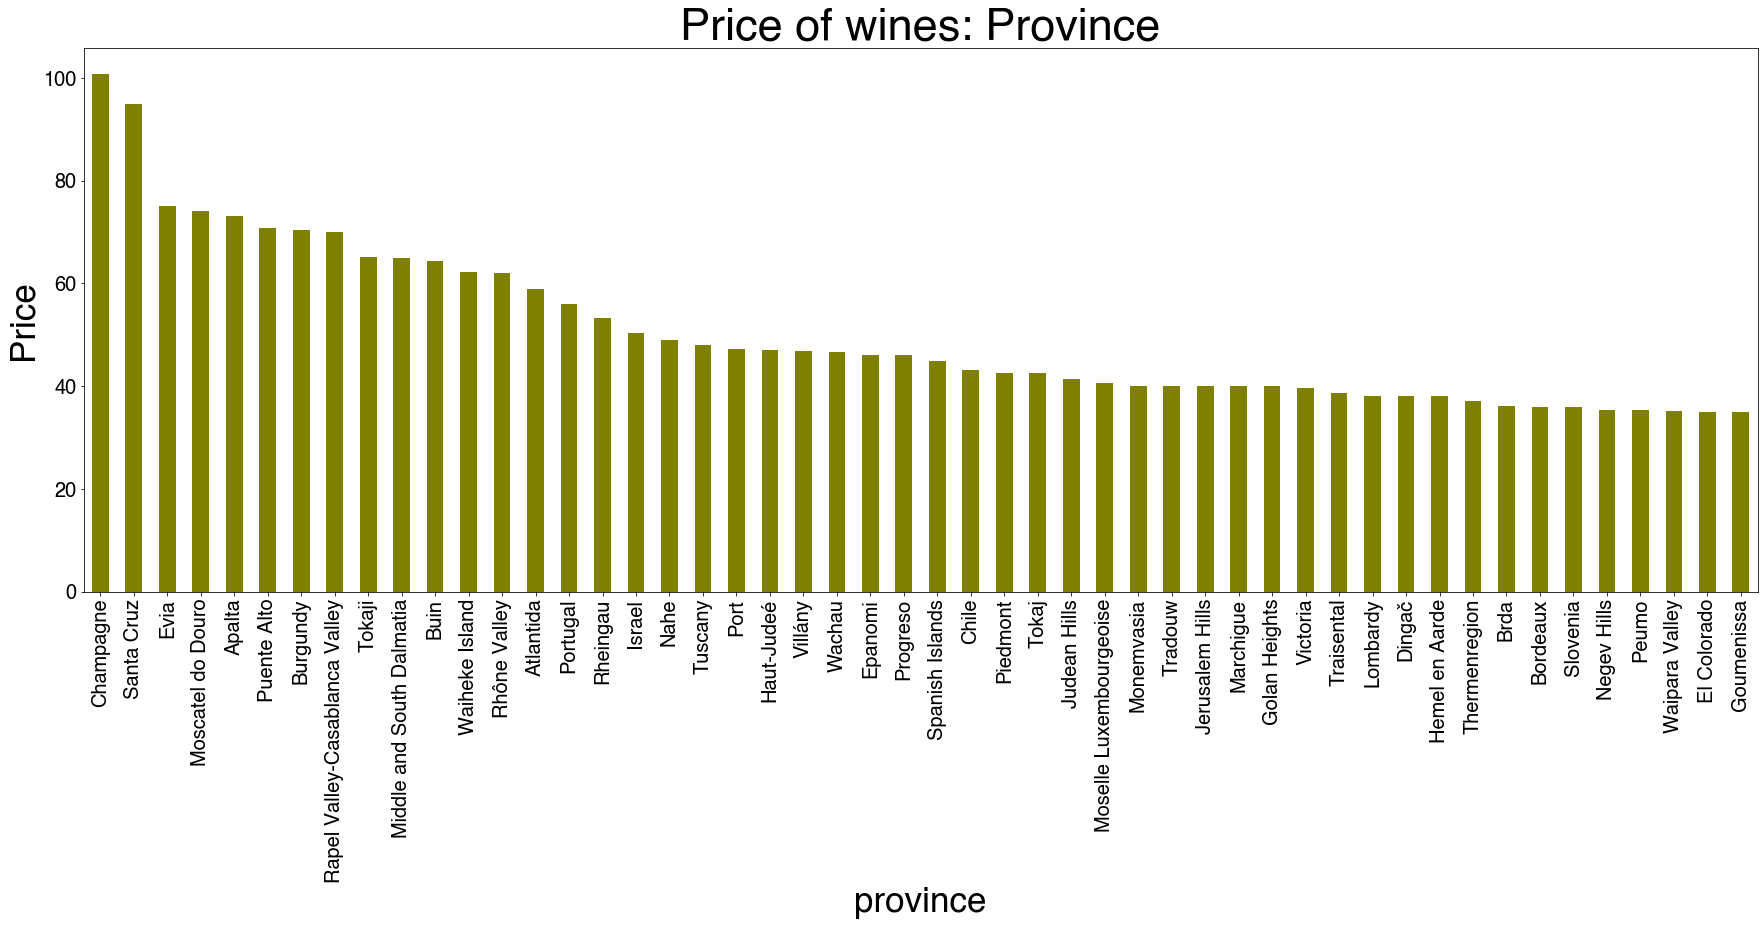 Price of wines: Province
Price
100
80
60
40
20
0
Champagne
Santa Cruz
Evia
Moscatel do Douro
Apalta
Puente Alto
Burgundy
Rapel Valley-Casablanca Valley
Tokaji
Middle and South Dalmatia
Buin
Waiheke Island
Rhône Valley
Atlantida
Portugal
Rheingau
Israel
Nahe
Tuscany
Port
Haut-Judeé
Villány
Wachau
Epanomi
Progreso
Spanish Islands
Chile
Piedmont
Tokaj
Judean Hills
Moselle Luxembourgeoise
Monemvasia
Tradouw
Jerusalem Hills
Marchigue
Golan Heights
Victoria
Traisental
Lombardy
Dingač
Hemel en Aarde
Thermenregion
Brda
Bordeaux
Slovenia
Negev Hills
Peumo
Waipara Valley
El Colorado
Goumenissa
province